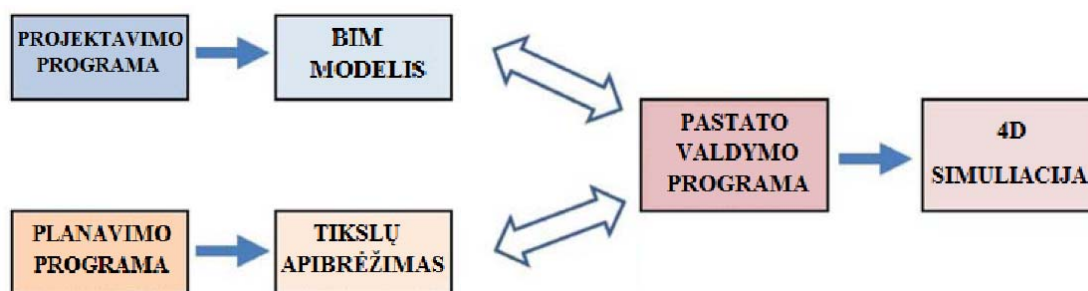 PROJEKTAVIMO
PROGRAMA
BIM
MODELIS
PASTATO
VALDYMO
PROGRAMA
4D
SIMULIACIJA
PLANAVIMO
PROGRAMA
TIKSLŲ
APIBRĖŽIMAS